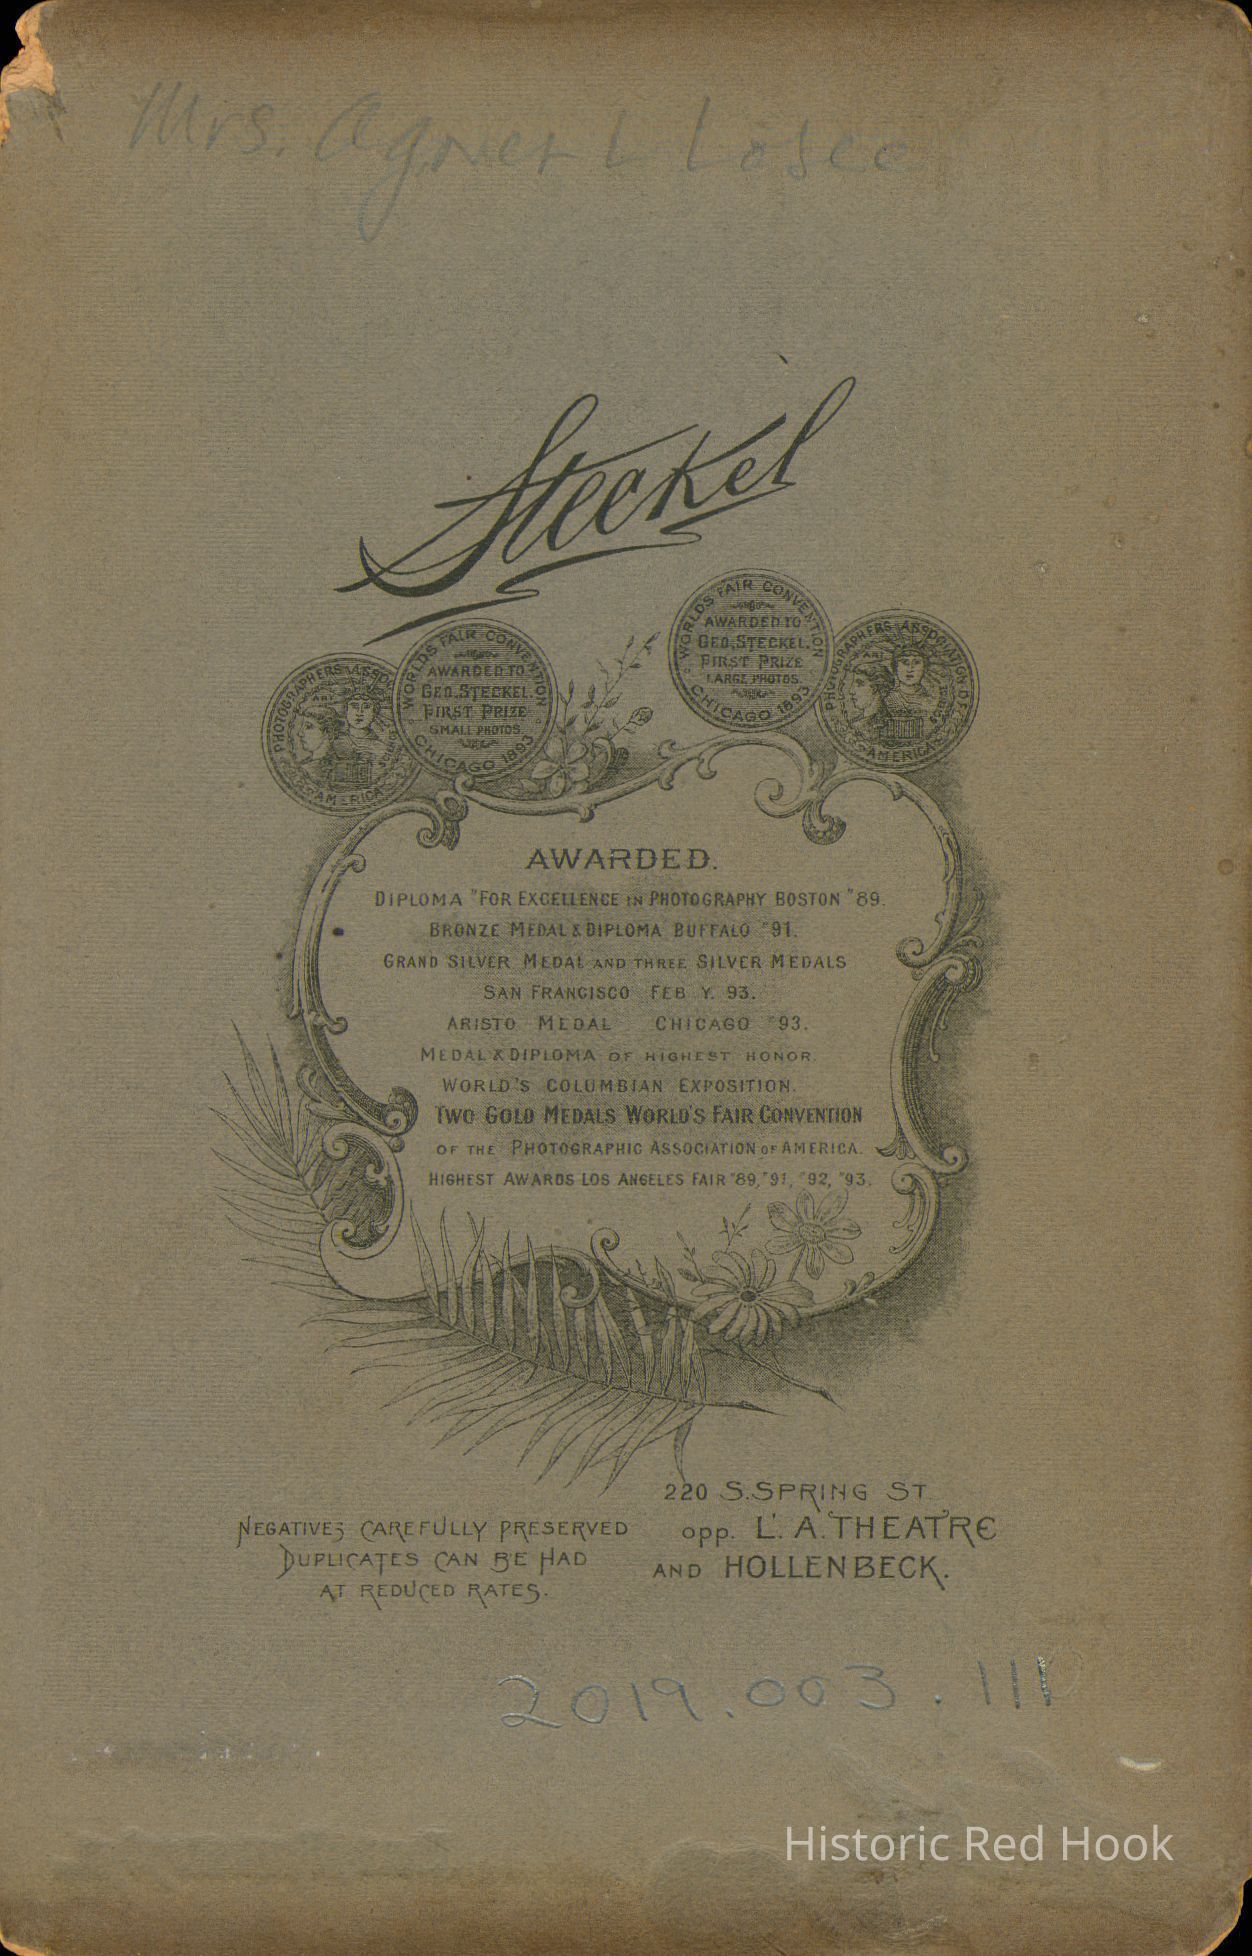 Mrs. Agnes L Losee
Steckel
PHOTOGRAPHERS ASSO
ART
AMERICA
WORLDS FAIR CONVENTION
AWARDED TO
GEO. STECKEL.
FIRST PRIZE
SMALL PHOTOS
CHICAGO 1893
WORLDS FAIR CONVENTION
AWARDED TO
GEO. STECKEL.
FIRST PRIZE
LARGE PHOTOS.
CHICAGO 1893
PHOTOGRAPHERS ASSOCIATION OF
ART
AMERICA
AWARDED.
DIPLOMA "FOR EXCELLENCE IN PHOTOGRAPHY BOSTON "89.
BRONZE MEDAL & DIPLOMA BUFFALO "91.
GRAND SILVER MEDAL AND THREE SILVER MEDALS
SAN FRANCISCO FEB Y. 93.
ARISTO MEDAL CHICAGO "93.
MEDAL & DIPLOMA OF HIGHEST HONOR.
WORLD'S COLUMBIAN EXPOSITION.
TWO GOLD MEDALS WORLD'S FAIR CONVENTION
OF THE PHOTOGRAPHIC ASSOCIATION OF AMERICA.
HIGHEST AWARDS LOS ANGELES FAIR "89, "91, "92, "93.
NEGATIVES CAREFULLY PRESERVED
DUPLICATES CAN BE HAD
AT REDUCED RATES.
220 S. SPRING ST.
opp. L. A. THEATRE
AND HOLLENBECK.
2019.003.111
Historic Red Hook